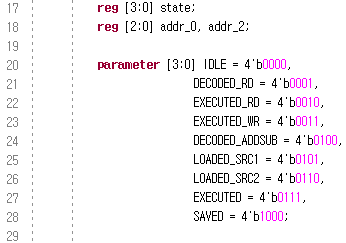 17 reg [3:0] state;
18 reg [2:0] addr_0, addr_2;
19
20 parameter [3:0] IDLE = 4'b0000,
21 DECODED_RD = 4'b0001,
22 EXECUTED_RD = 4'b0010,
23 EXECUTED_WR = 4'b0011,
24 DECODED_ADDSUB = 4'b0100,
25 LOADED_SRC1 = 4'b0101,
26 LOADED_SRC2 = 4'b0110,
27 EXECUTED = 4'b0111,
28 SAVED = 4'b1000;
29